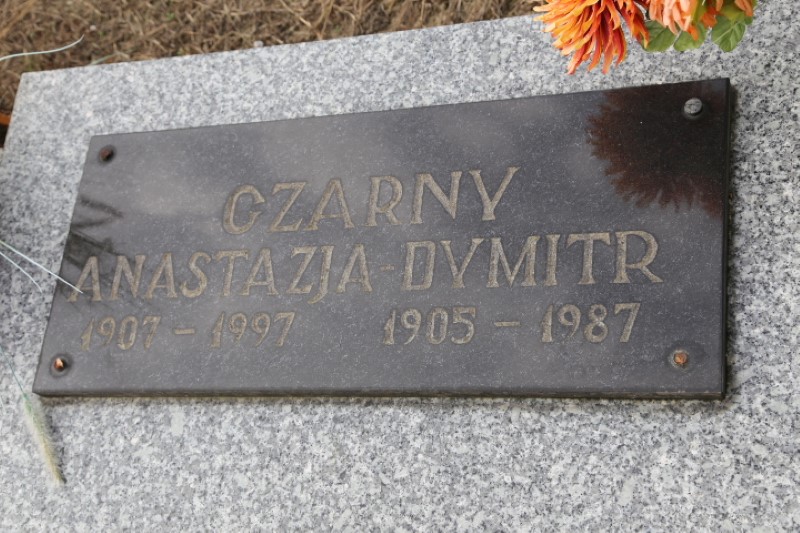 CZARNY
ANASTAZJA-DYMITR
1907 - 1997 1905 - 1987